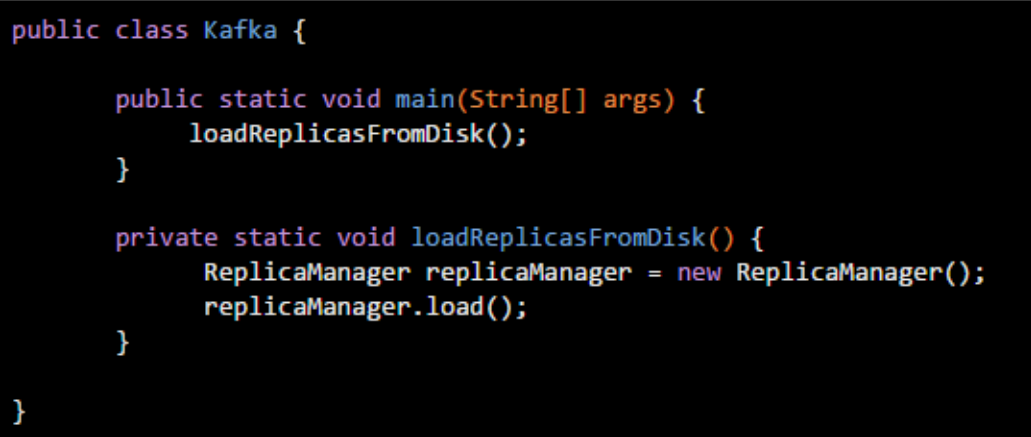 public class Kafka {
public static void main(String[] args) {
loadReplicasFromDisk();
}
private static void loadReplicasFromDisk() {
ReplicaManager replicaManager = new ReplicaManager();
replicaManager.load();
}
}